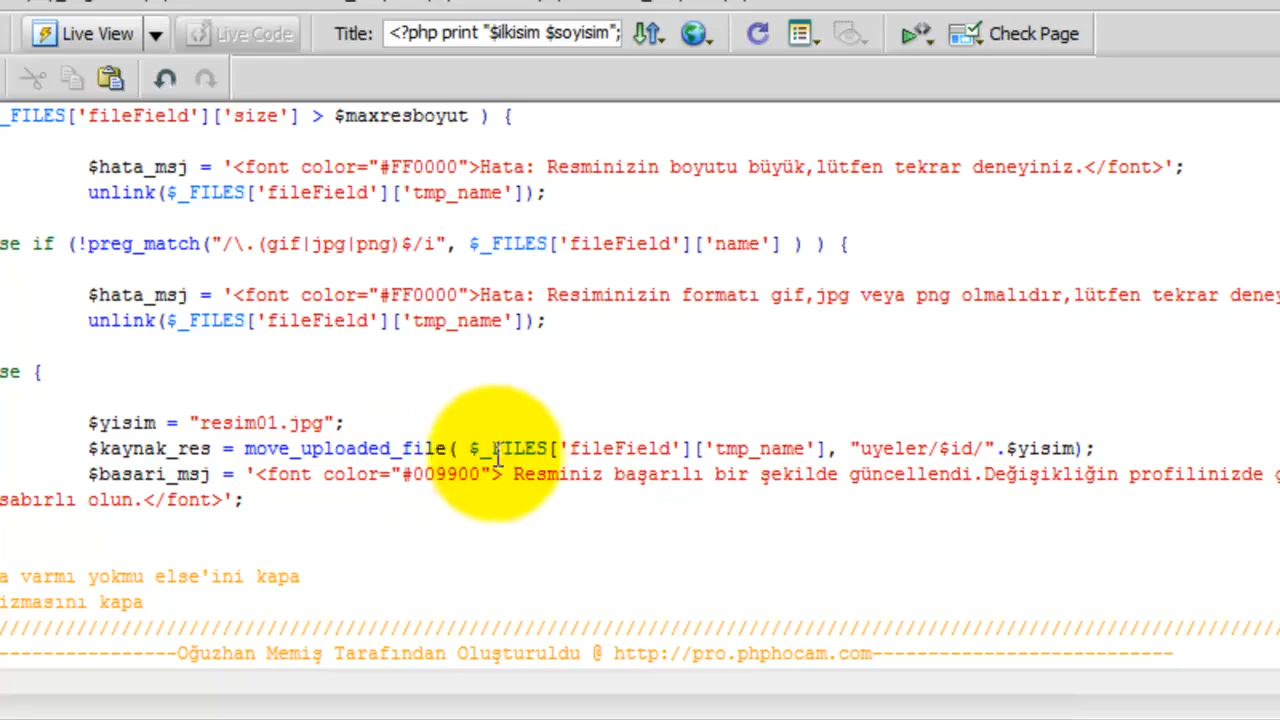 Live View Live Code Title: <?php print "$ilkisim $soyisim"; Check Page
_FILES['fileField']['size'] > $maxresboyut ) {
$hata_msj = '<font color="#FF0000">Hata: Resminizin boyutu büyük,lütfen tekrar deneyiniz.</font>';
unlink($_FILES['fileField']['tmp_name']);
se if (!preg_match("/\.(gif|jpg|png)$/i", $_FILES['fileField']['name'] ) ) {
$hata_msj = '<font color="#FF0000">Hata: Resiminizin formatı gif,jpg veya png olmalıdır,lütfen tekrar deney
unlink($_FILES['fileField']['tmp_name']);
se {
$yisim = "resim01.jpg";
$kaynak_res = move_uploaded_file( $_FILES['fileField']['tmp_name'], "uyeler/$id/".$yisim);
$basari_msj = '<font color="#009900"> Resminiz başarılı bir şekilde güncellendi.Değişikliğin profilinizde g
sabırlı olun.</font>';
a varmı yokmu else'ini kapa
izmasını kapa
////////////////////////////////////////////////////////////////////////////////////////////////////////////////////
----------------Oğuzhan Memiş Tarafından Oluşturuldu @ http://pro.phphocam.com---------------------------